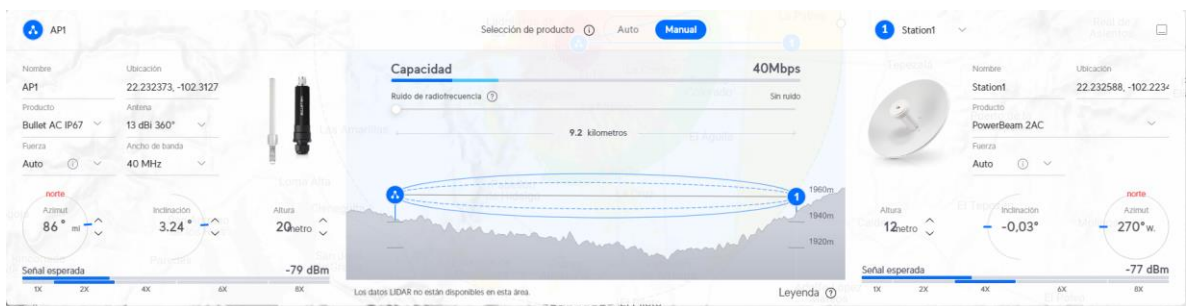 AP1
Selección de producto
Auto
Manual
1
Station1
Nombre
AP1
Ubicación
22.232373, -102.3127
Producto
Bullet AC IP67
Antena
13 dBi 360°
Fuerza
Auto
Ancho de banda
40 MHz
norte
Azimut
86° mi
Inclinación
3.24°
Altura
20metro
Señal esperada
-79 dBm
1X 2X 4X 6X 8X
Capacidad
40Mbps
Ruido de radiofrecuencia
Sin ruido
9.2 kilometros
1
1960m
1940m
1920m
Los datos LIDAR no están disponibles en esta área.
Leyenda
Nombre
Station1
Ubicación
22.232588, -102.2234
Producto
PowerBeam 2AC
Fuerza
Auto
Altura
12metro
Inclinación
-0,03°
norte
Azimut
270°w.
Señal esperada
-77 dBm
1X 2X 4X 6X 8X